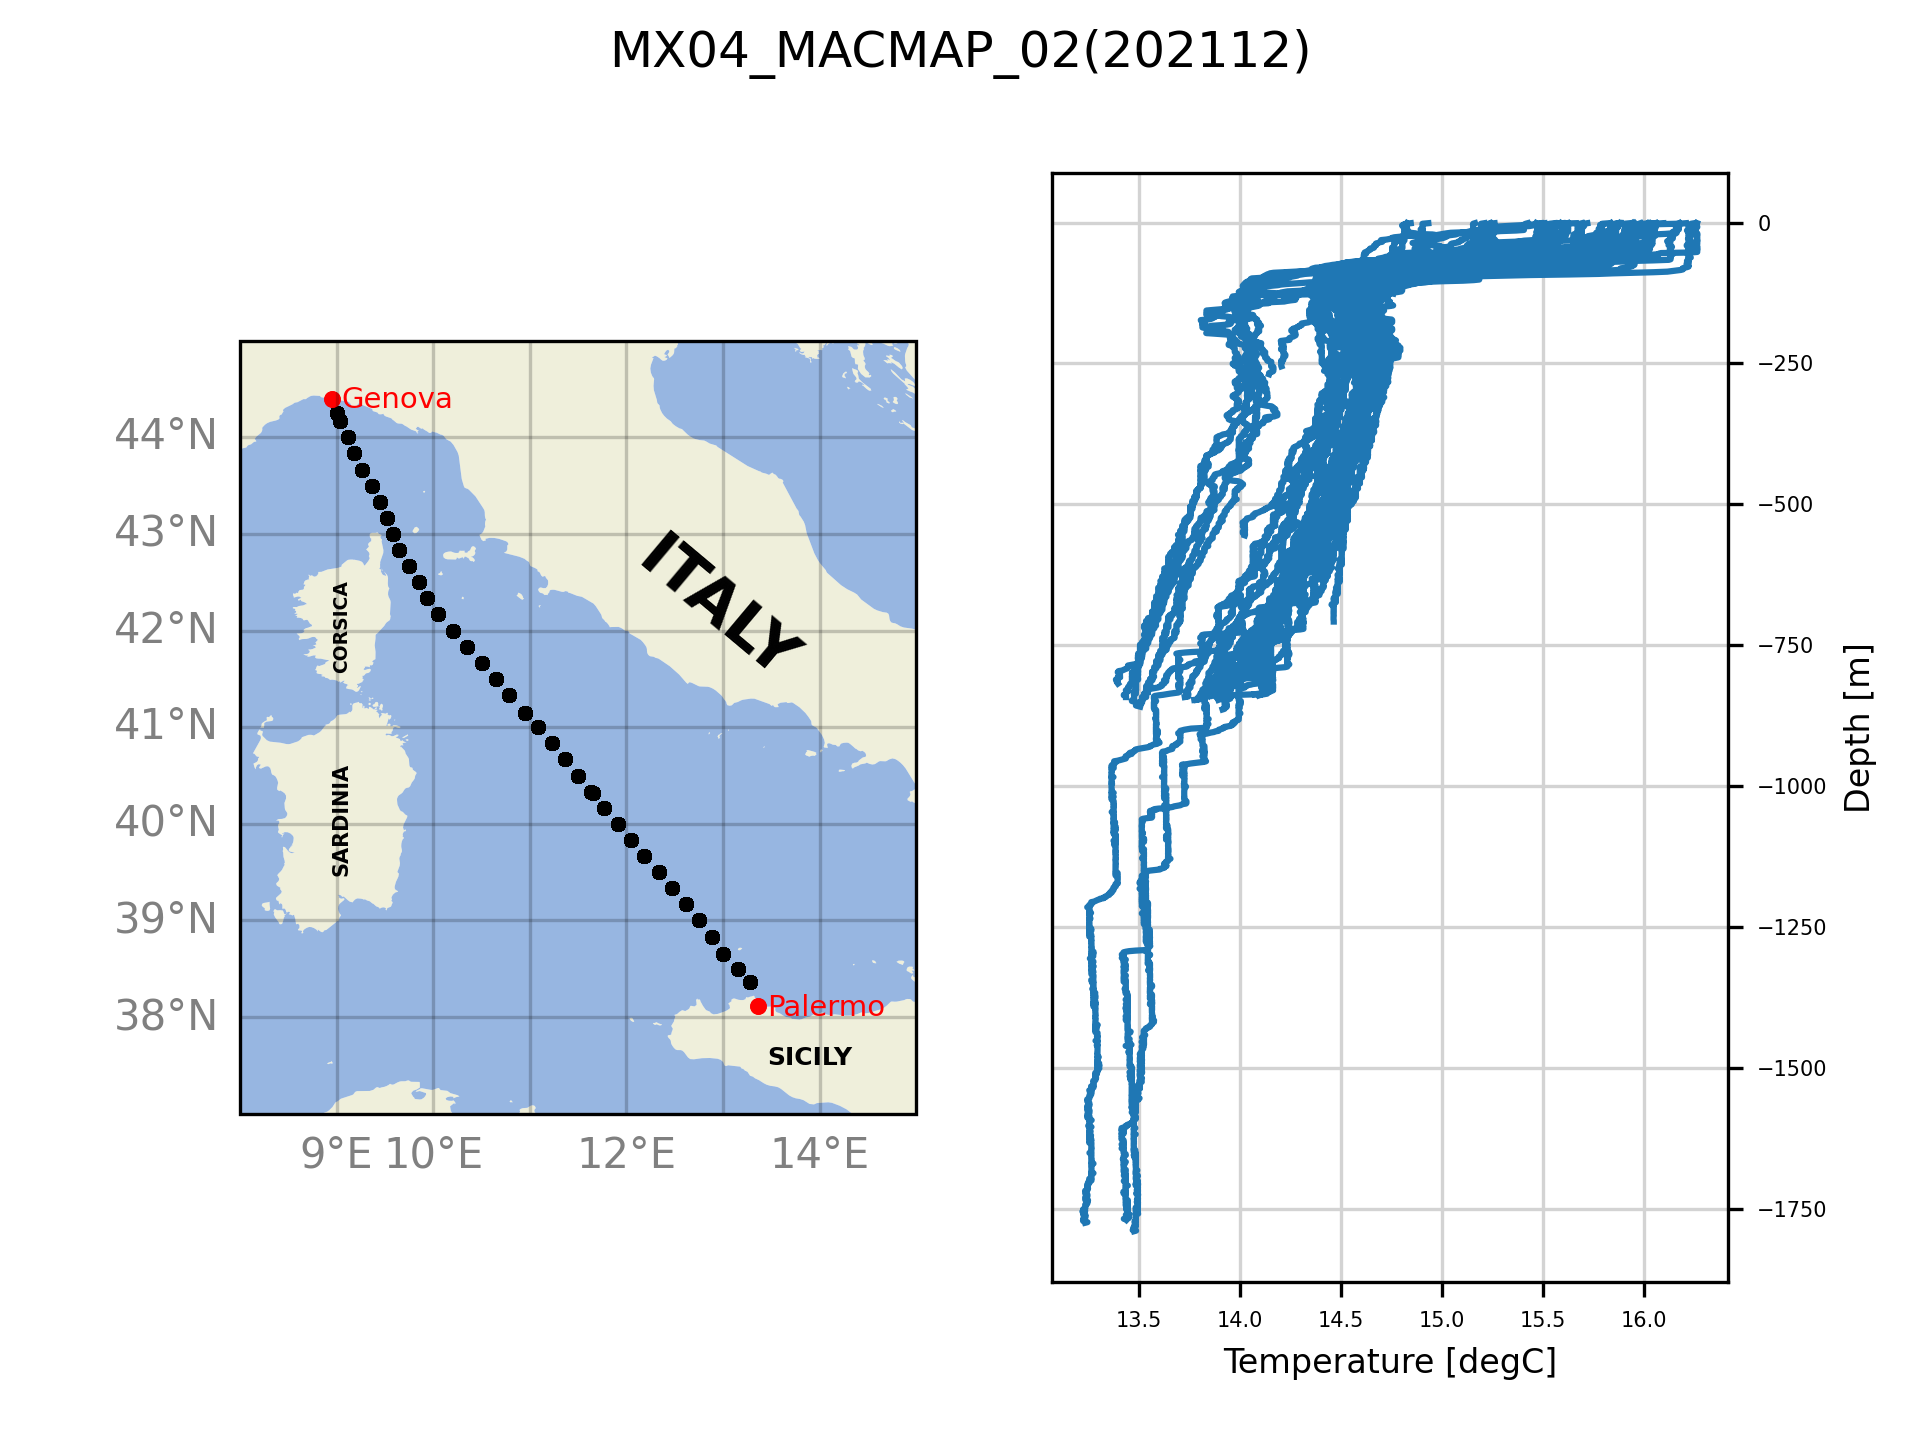 MX04_MACMAP_02(202112)
Genova
44°N
43°N
42°N
41°N
40°N
39°N
38°N
ITALY
CORSICA
SARDINIA
Palermo
SICILY
9°E 10°E 12°E 14°E
0
−250
−500
−750
−1000
−1250
−1500
−1750
Depth [m]
13.5 14.0 14.5 15.0 15.5 16.0
Temperature [degC]